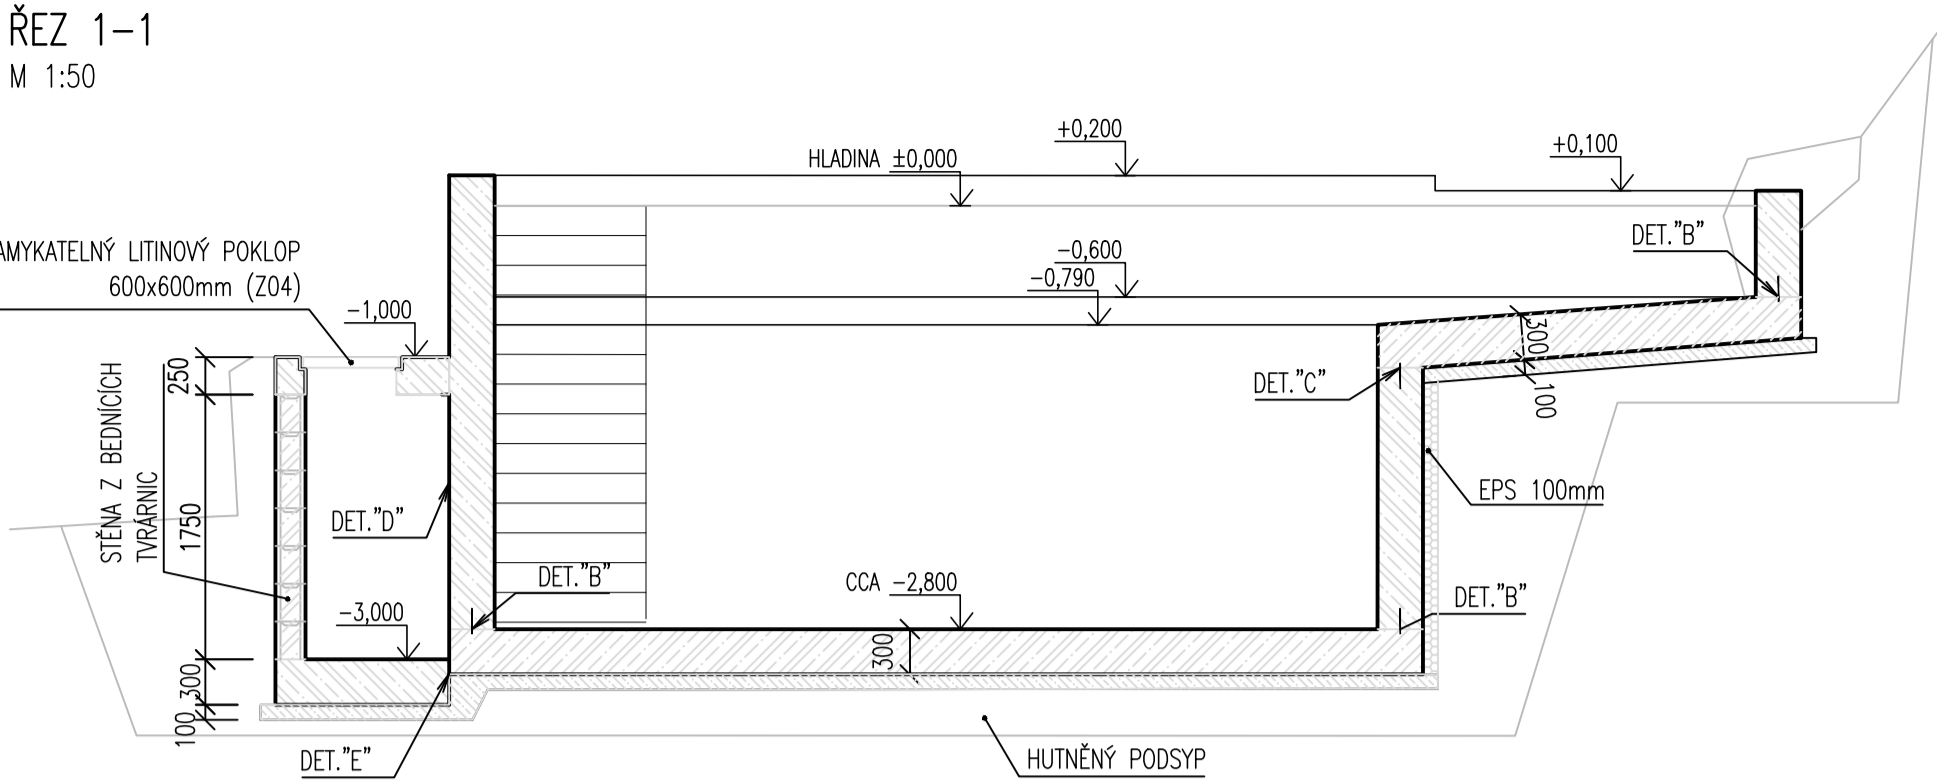 ŘEZ 1-1
M 1:50
+0,200
HLADINA ±0,000
+0,100
AMYKATELNÝ LITINOVÝ POKLOP
600x600mm (Z04)
DET."B"
-0,600
-0,790
-1,000
250
STĚNA Z BEDNÍCÍCH
TVRÁRNIC
300
100
DET."C"
1750
DET."D"
EPS 100mm
DET."B"
CCA -2,800
DET."B"
-3,000
300
300
100
DET."E"
HUTNĚNÝ PODSYP